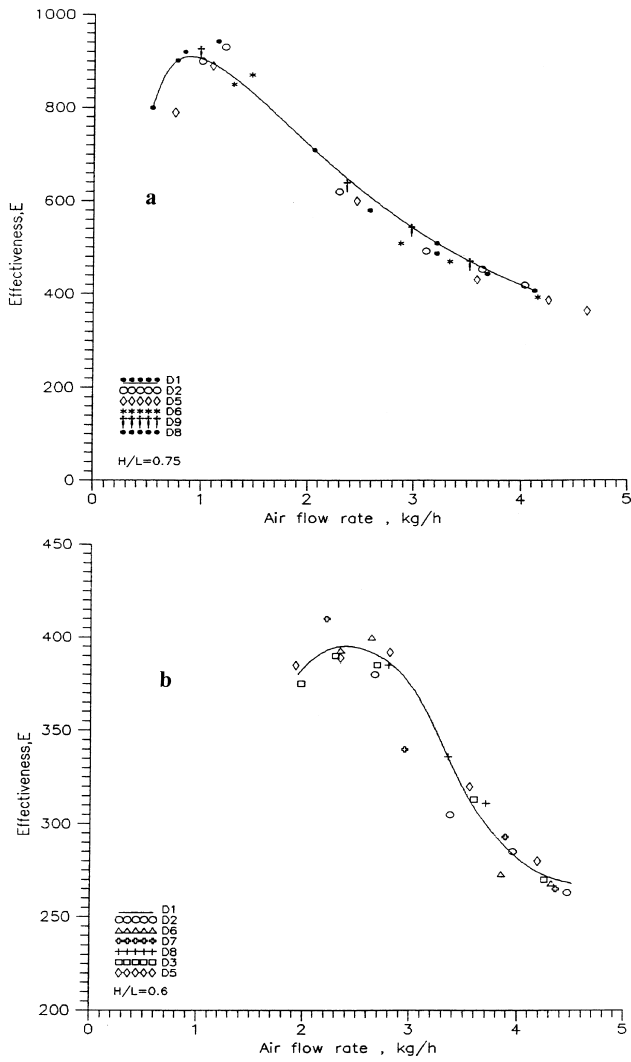 1000
800
600
400
200
0
Effectiveness,E
a
D1
D2
D5
D6
D9
D8
H/L=0.75
0 1 2 3 4 5
Air flow rate , kg/h
450
400
350
300
250
200
Effectiveness,E
b
D1
D2
D6
D7
D8
D3
D5
H/L=0.6
0 1 2 3 4 5
Air flow rate , kg/h